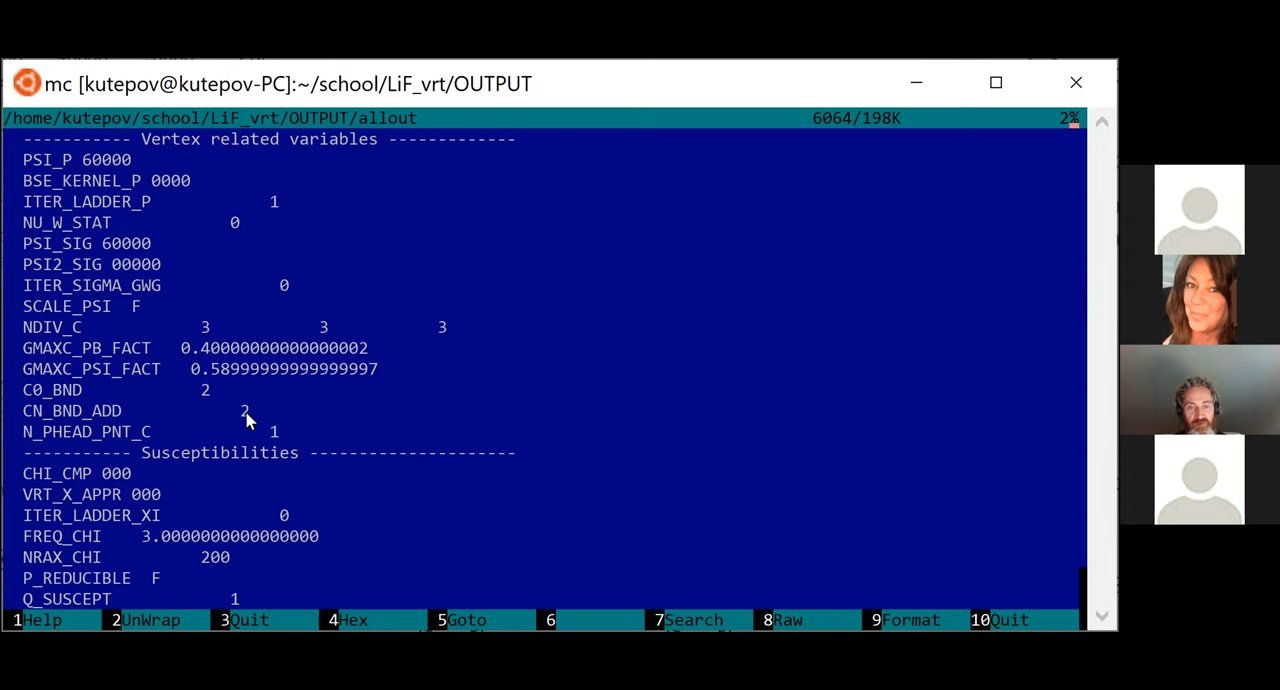 mc [kutepov@kutepov-PC]:~/school/LiF_vrt/OUTPUT
/home/kutepov/school/LiF_vrt/OUTPUT/allout 6064/198K 2%
----------- Vertex related variables -------------
PSI_P 60000
BSE_KERNEL_P 0000
ITER_LADDER_P 1
NU_W_STAT 0
PSI_SIG 60000
PSI2_SIG 00000
ITER_SIGMA_GWG 0
SCALE_PSI F
NDIV_C 3 3 3
GMAXC_PB_FACT 0.40000000000000002
GMAXC_PSI_FACT 0.58999999999999997
C0_BND 2
CN_BND_ADD 2
N_PHEAD_PNT_C 1
----------- Susceptibilities ---------------------
CHI_CMP 000
VRT_X_APPR 000
ITER_LADDER_XI 0
FREQ_CHI 3.0000000000000000
NRAX_CHI 200
P_REDUCIBLE F
Q_SUSCEPT 1
1Help 2UnWrap 3Quit 4Hex 5Goto 6 7Search 8Raw 9Format 10Quit